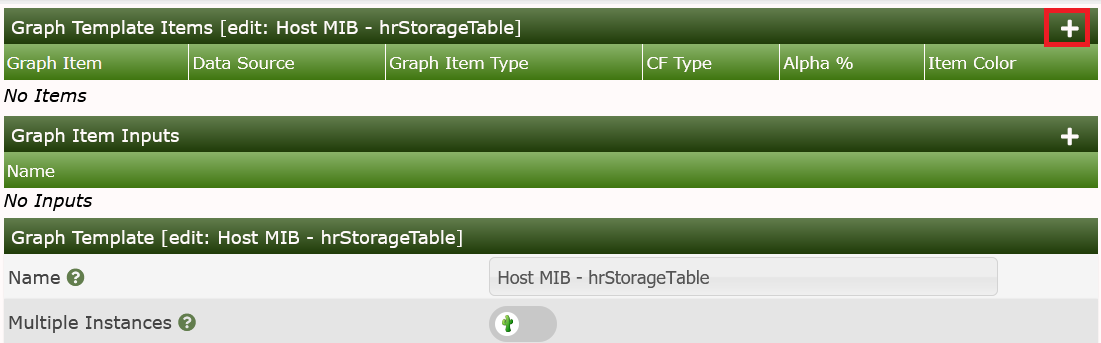 Graph Template Items [edit: Host MIB - hrStorageTable]
Graph Item Data Source Graph Item Type CF Type Alpha % Item Color
No Items
Graph Item Inputs
Name
No Inputs
Graph Template [edit: Host MIB - hrStorageTable]
Name Host MIB - hrStorageTable
Multiple Instances